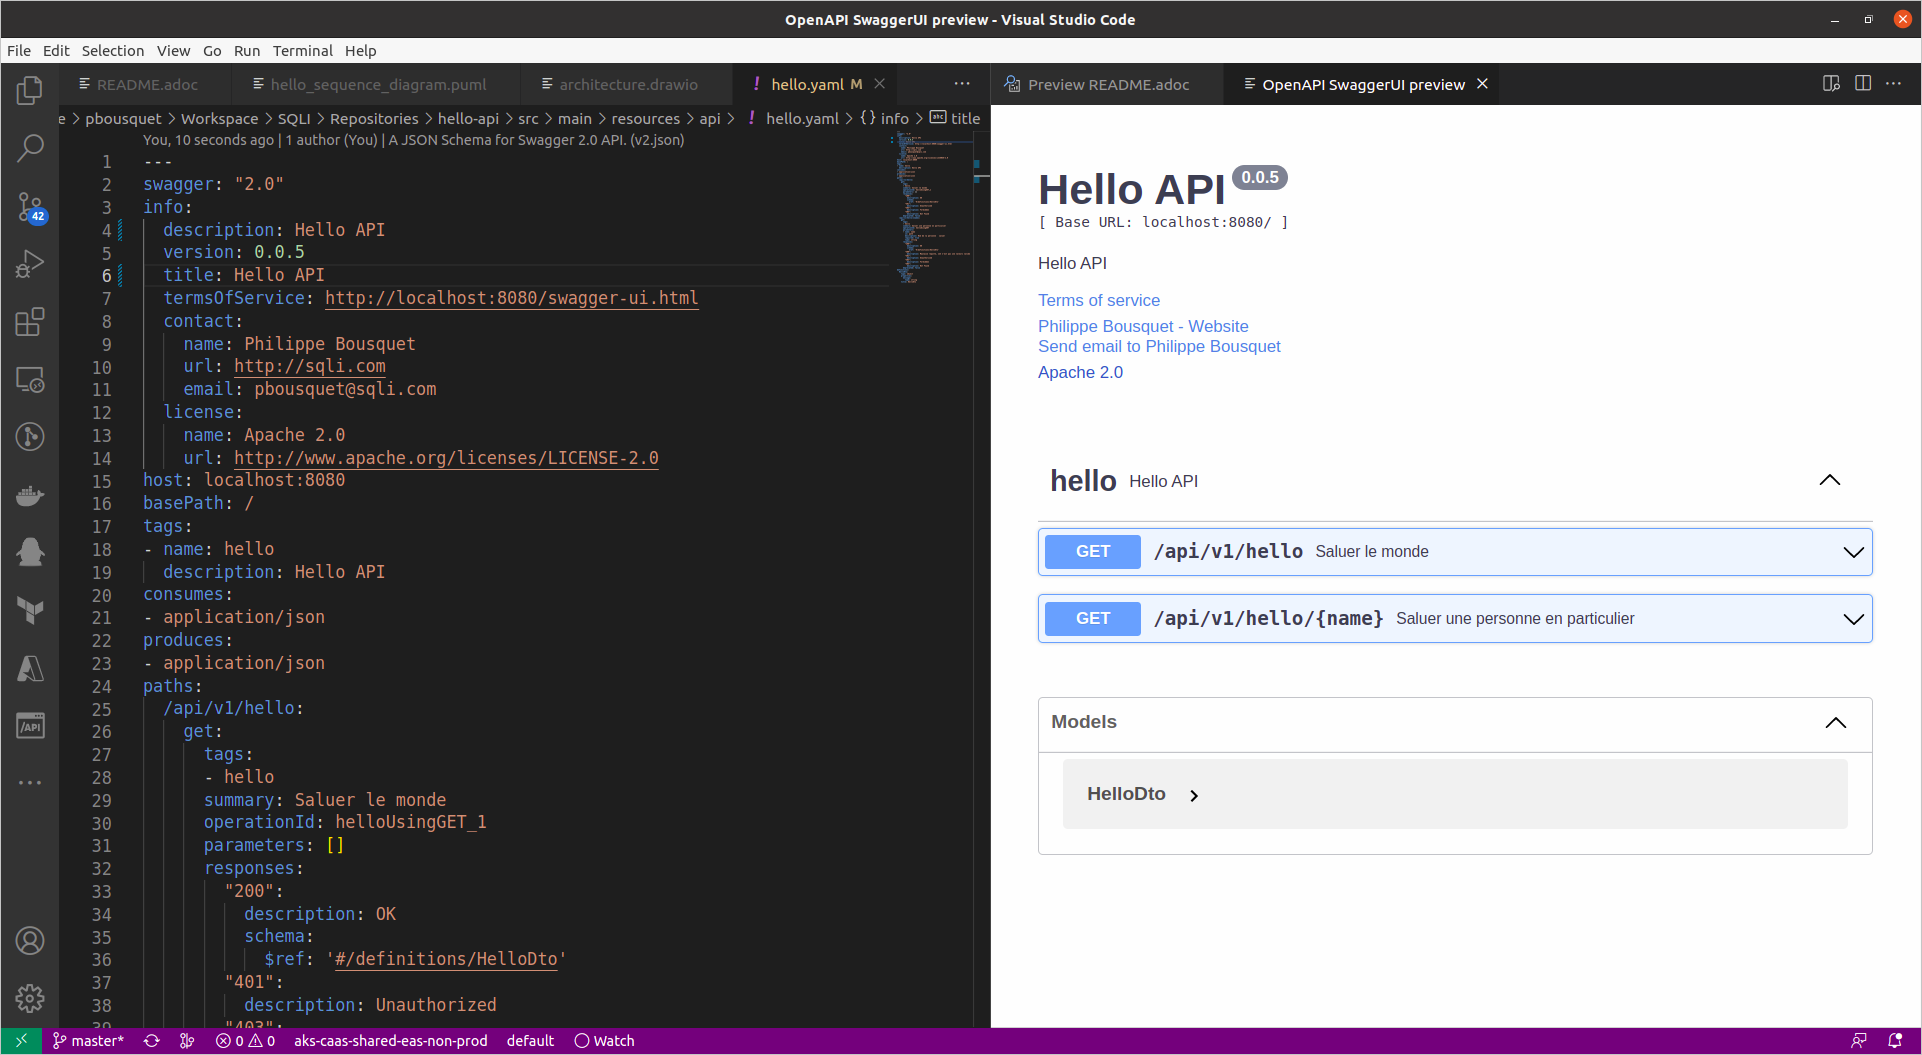 OpenAPI SwaggerUI preview - Visual Studio Code
File Edit Selection View Go Run Terminal Help
README.adoc hello_sequence_diagram.puml architecture.drawio ! hello.yaml M Preview README.adoc OpenAPI SwaggerUI preview
e > pbousquet > Workspace > SQLI > Repositories > hello-api > src > main > resources > api > ! hello.yaml > {} info > abc title
You, 10 seconds ago | 1 author (You) | A JSON Schema for Swagger 2.0 API. (v2.json)
1 ---
2 swagger: "2.0"
3 info:
4 description: Hello API
5 version: 0.0.5
6 title: Hello API
7 termsOfService: http://localhost:8080/swagger-ui.html
8 contact:
9 name: Philippe Bousquet
10 url: http://sqli.com
11 email: pbousquet@sqli.com
12 license:
13 name: Apache 2.0
14 url: http://www.apache.org/licenses/LICENSE-2.0
15 host: localhost:8080
16 basePath: /
17 tags:
18 - name: hello
19 description: Hello API
20 consumes:
21 - application/json
22 produces:
23 - application/json
24 paths:
25 /api/v1/hello:
26 get:
27 tags:
28 - hello
29 summary: Saluer le monde
30 operationId: helloUsingGET_1
31 parameters: []
32 responses:
33 "200":
34 description: OK
35 schema:
36 $ref: '#/definitions/HelloDto'
37 "401":
38 description: Unauthorized
39 "403":
42
/API
Hello API 0.0.5
[ Base URL: localhost:8080/ ]
Hello API
Terms of service
Philippe Bousquet - Website
Send email to Philippe Bousquet
Apache 2.0
hello Hello API
GET /api/v1/hello Saluer le monde
GET /api/v1/hello/{name} Saluer une personne en particulier
Models
HelloDto
master* 0 0 aks-caas-shared-eas-non-prod default Watch